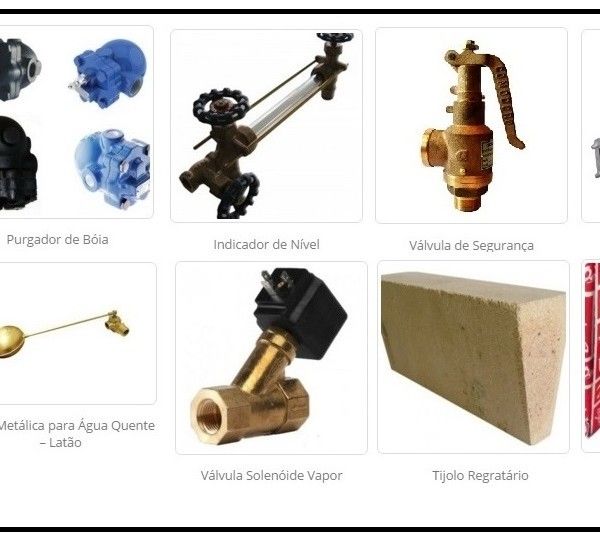 Purgador de Bóia
Indicador de Nível
Válvula de Segurança
Metálica para Água Quente
– Latão
Válvula Solenóide Vapor
Tijolo Regratário